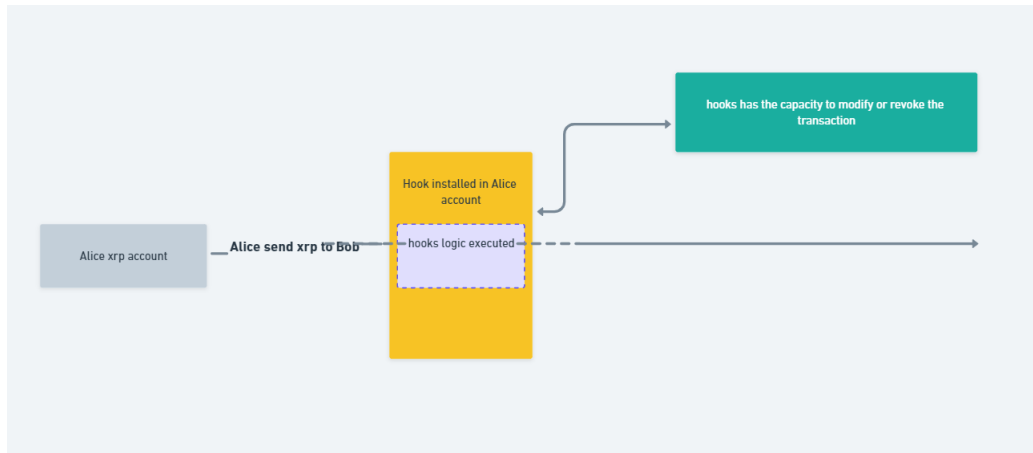 hooks has the capacity to modify or revoke the
transaction
Hook installed in Alice
account
Alice xrp account
Alice send xrp to Bob
hooks logic executed